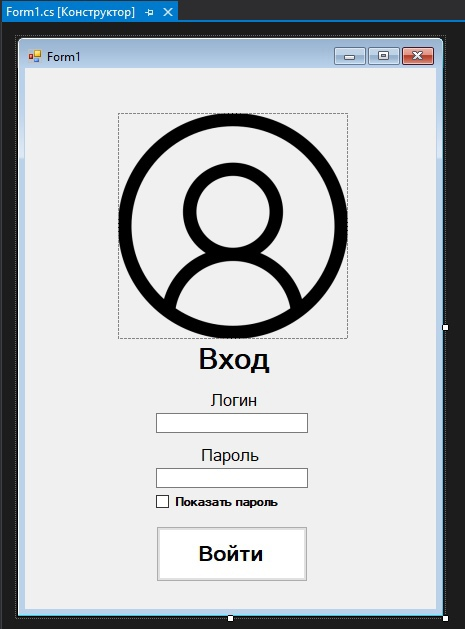 Form1.cs [Конструктор]
Form1
Вход
Логин
Пароль
Показать пароль
Войти